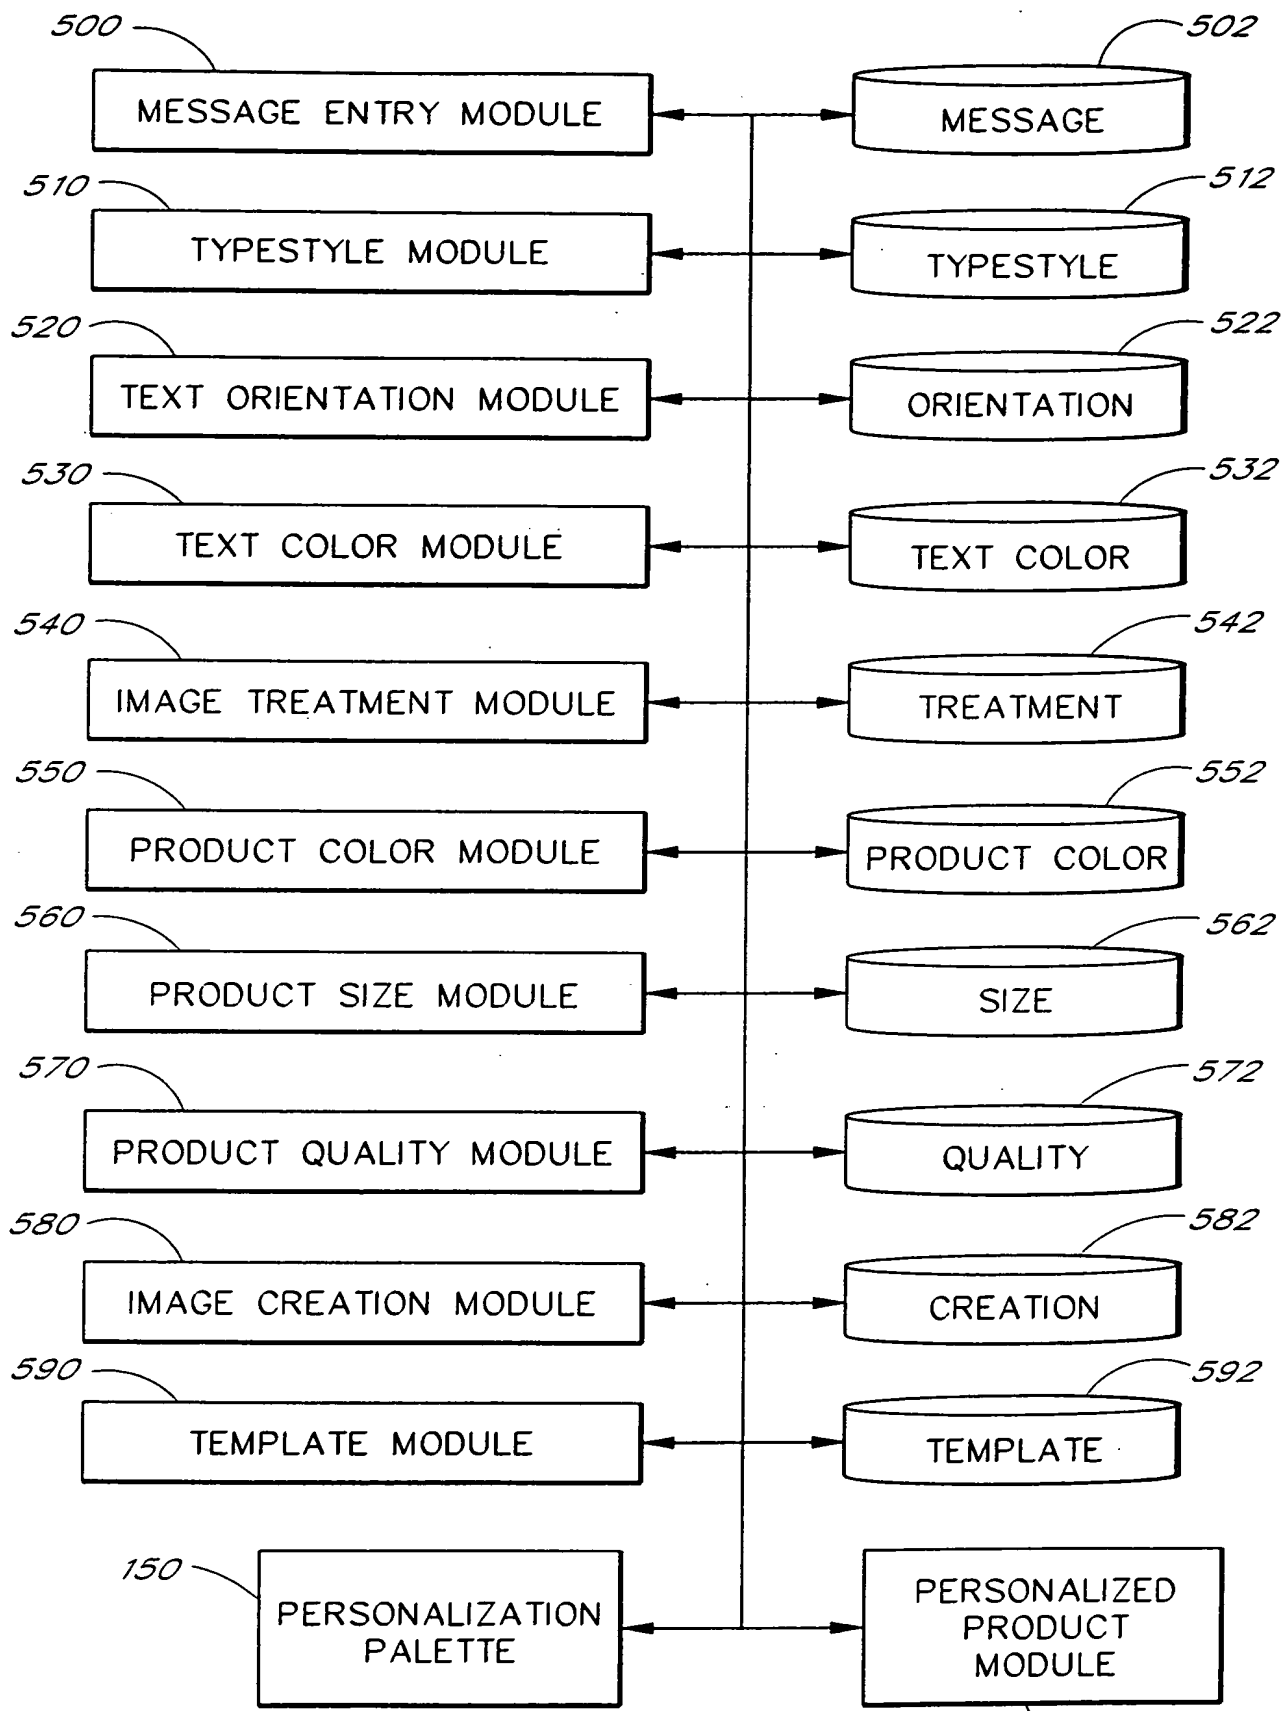 500
502
MESSAGE ENTRY MODULE
MESSAGE
510
512
TYPESTYLE MODULE
TYPESTYLE
520
522
TEXT ORIENTATION MODULE
ORIENTATION
530
532
TEXT COLOR MODULE
TEXT COLOR
540
542
IMAGE TREATMENT MODULE
TREATMENT
550
552
PRODUCT COLOR MODULE
PRODUCT COLOR
560
562
PRODUCT SIZE MODULE
SIZE
570
572
PRODUCT QUALITY MODULE
QUALITY
580
582
IMAGE CREATION MODULE
CREATION
590
592
TEMPLATE MODULE
TEMPLATE
150
PERSONALIZATION
PALETTE
PERSONALIZED
PRODUCT
MODULE